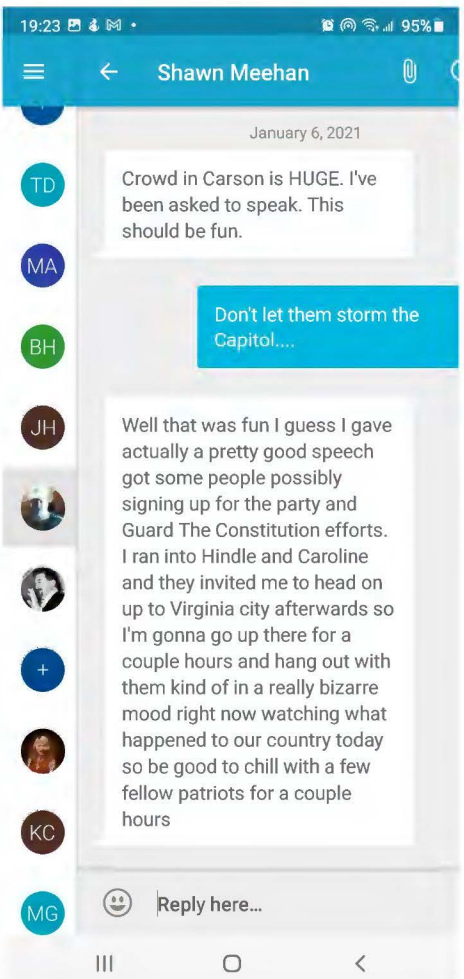 19:23
95%
Shawn Meehan
January 6, 2021
TD
Crowd in Carson is HUGE. I've
been asked to speak. This
should be fun.
MA
Don't let them storm the
Capitol....
BH
JH
Well that was fun I guess I gave
actually a pretty good speech
got some people possibly
signing up for the party and
Guard The Constitution efforts.
I ran into Hindle and Caroline
and they invited me to head on
up to Virginia city afterwards so
I'm gonna go up there for a
couple hours and hang out with
them kind of in a really bizarre
mood right now watching what
happened to our country today
so be good to chill with a few
fellow patriots for a couple
hours
+
KC
MG
Reply here...